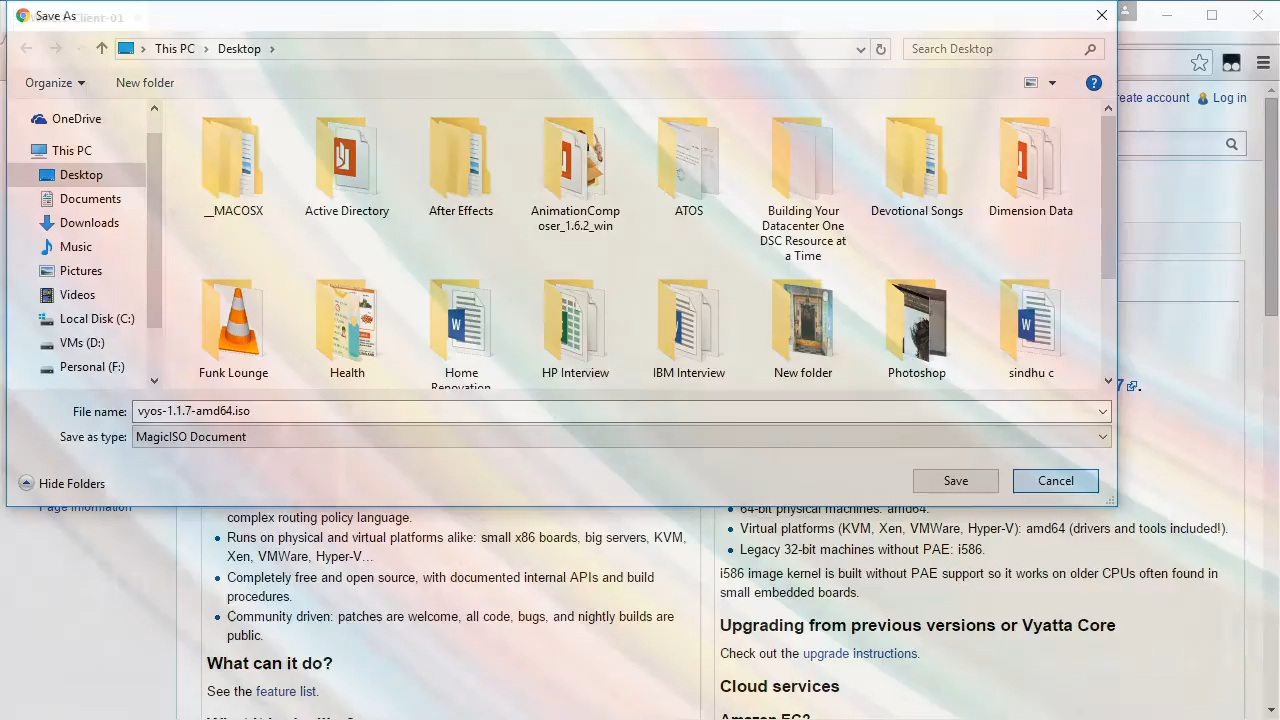 Save As
Client-01
This PC
Desktop
Search Desktop
Organize
New folder
OneDrive
This PC
Desktop
Documents
Downloads
Music
Pictures
Videos
Local Disk (C:)
VMs (D:)
Personal (F:)
__MACOSX
Active Directory
After Effects
AnimationComp
oser_1.6.2_win
ATOS
Building Your
Datacenter One
DSC Resource at
a Time
Devotional Songs
Dimension Data
Funk Lounge
Health
Home
Renovation
HP Interview
IBM Interview
New folder
Photoshop
sindhu c
File name: vyos-1.1.7-amd64.iso
Save as type: MagicISO Document
Hide Folders
Save
Cancel
eate account
Log in
7.
Page information
complex routing policy language.
Runs on physical and virtual platforms alike: small x86 boards, big servers, KVM,
Xen, VMWare, Hyper-V...
Completely free and open source, with documented internal APIs and build
procedures.
Community driven: patches are welcome, all code, bugs, and nightly builds are
public.
What can it do?
See the feature list.
64-bit physical machines: amd64.
Virtual platforms (KVM, Xen, VMWare, Hyper-V): amd64 (drivers and tools included!).
Legacy 32-bit machines without PAE: i586.
i586 image kernel is built without PAE support so it works on older CPUs often found in
small embedded boards.
Upgrading from previous versions or Vyatta Core
Check out the upgrade instructions.
Cloud services
Amazon EC2